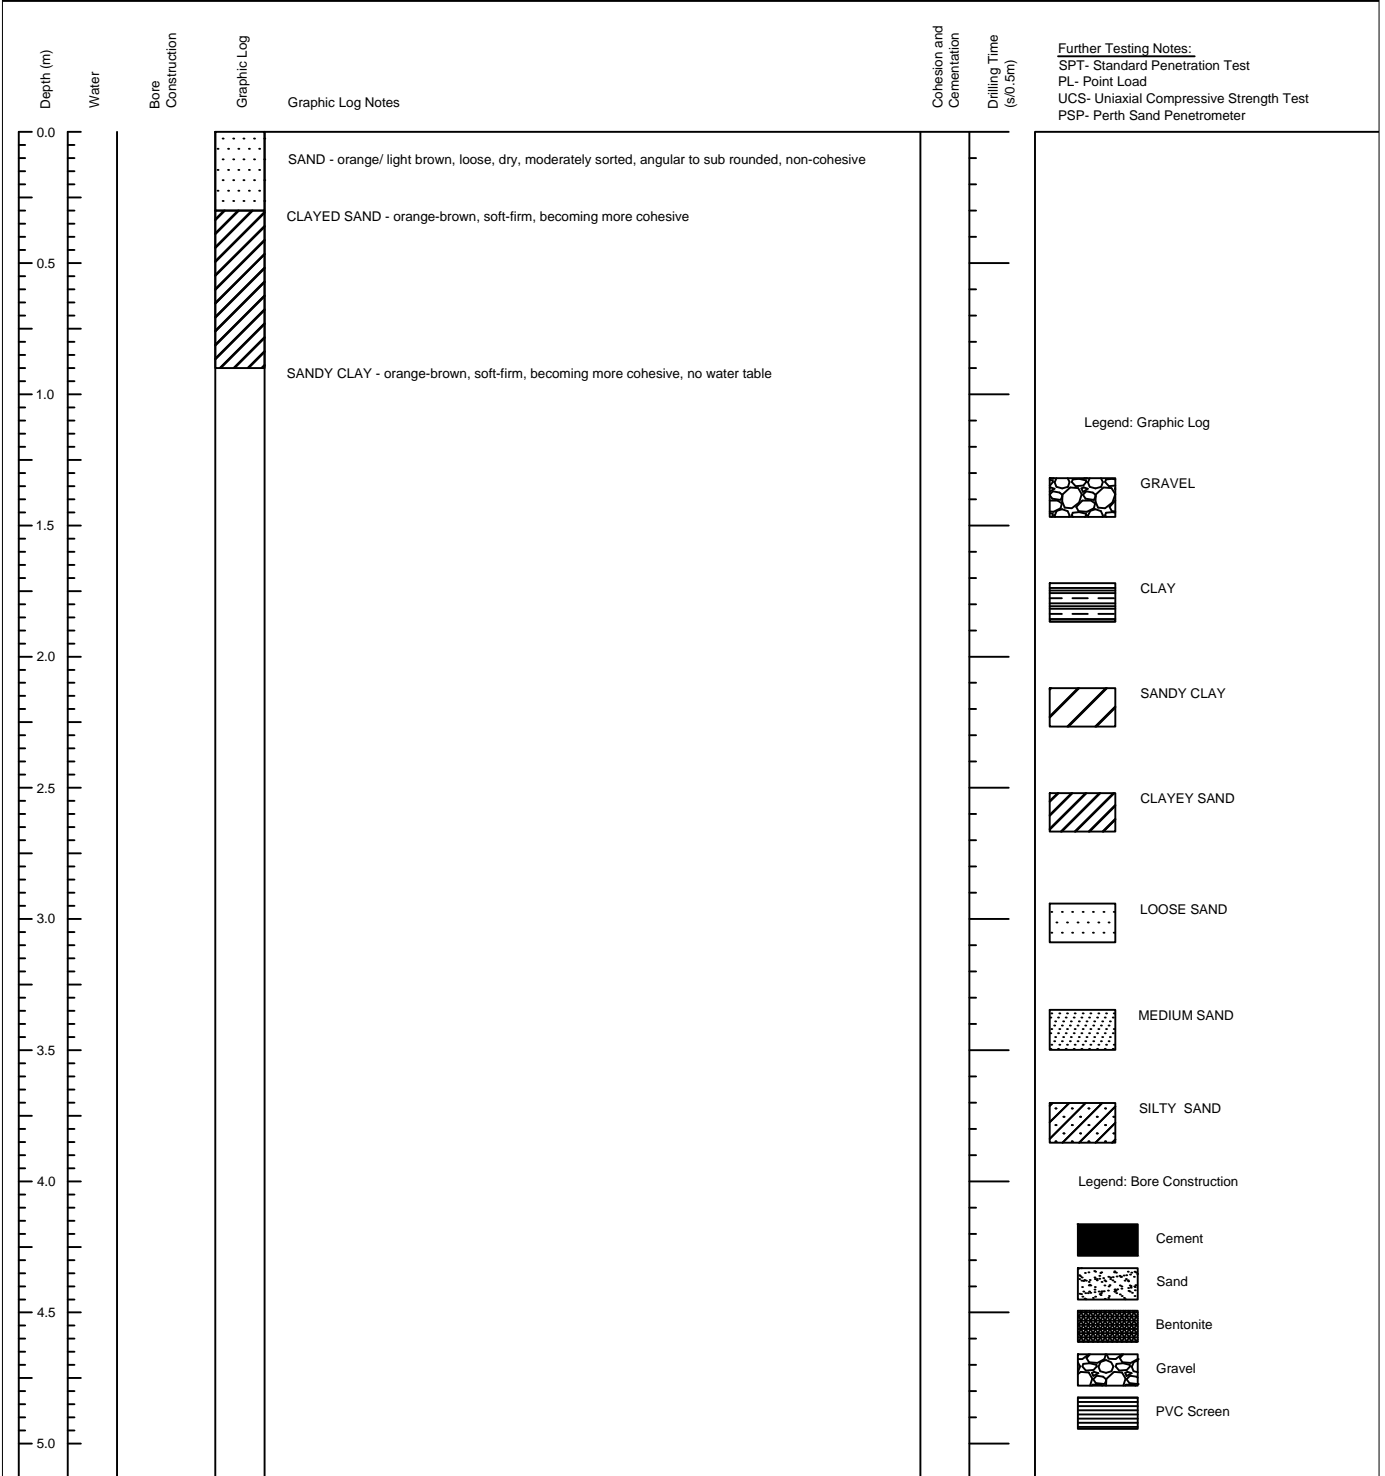 Depth (m)
Water
Bore
Construction
Graphic Log
Graphic Log Notes
Cohesion and
Cementation
Drilling Time
(s/0.5m)
Further Testing Notes:
SPT- Standard Penetration Test
PL- Point Load
UCS- Uniaxial Compressive Strength Test
PSP- Perth Sand Penetrometer
0.0
SAND - orange/ light brown, loose, dry, moderately sorted, angular to sub rounded, non-cohesive
CLAYED SAND - orange-brown, soft-firm, becoming more cohesive
0.5
SANDY CLAY - orange-brown, soft-firm, becoming more cohesive, no water table
1.0
1.5
2.0
2.5
3.0
3.5
4.0
4.5
5.0
Legend: Graphic Log
GRAVEL
CLAY
SANDY CLAY
CLAYEY SAND
LOOSE SAND
MEDIUM SAND
SILTY  SAND
Legend: Bore Construction
Cement
Sand
Bentonite
Gravel
PVC Screen